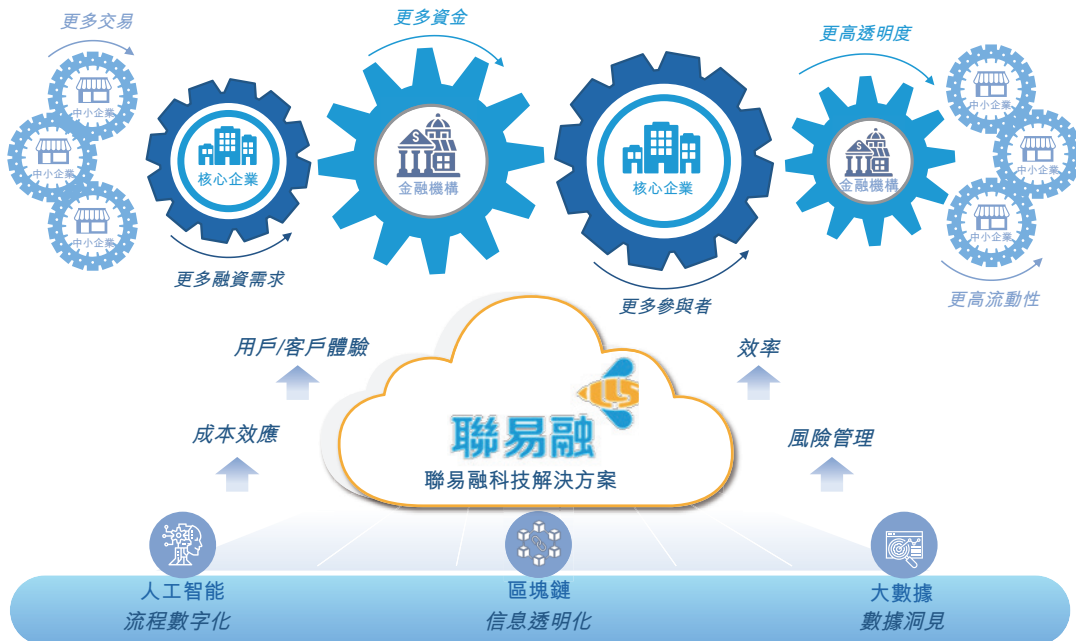 更多交易
更多資金
更高透明度
中小企業
中小企業
中小企業
核心企業
金融機構
核心企業
金融機構
中小企業
中小企業
中小企業
更多融資需求
更多參與者
更高流動性
用戶/客戶體驗
效率
成本效應
風險管理
LLS
聯易融
聯易融科技解決方案
人工智能
流程數字化
區塊鏈
信息透明化
大數據
數據洞見